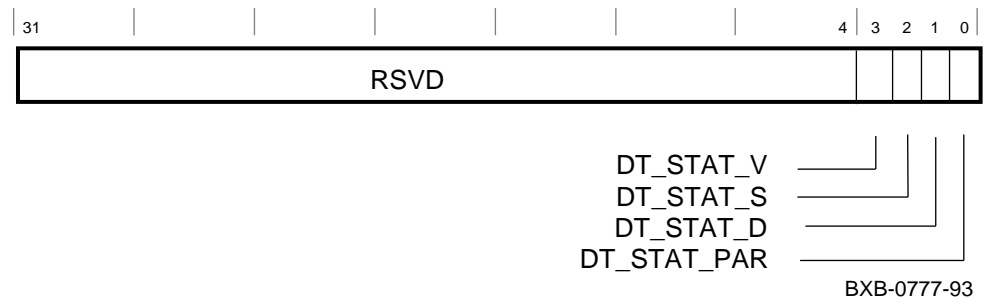 31 4 3 2 1 0
RSVD
DT_STAT_V
DT_STAT_S
DT_STAT_D
DT_STAT_PAR
BXB-0777-93